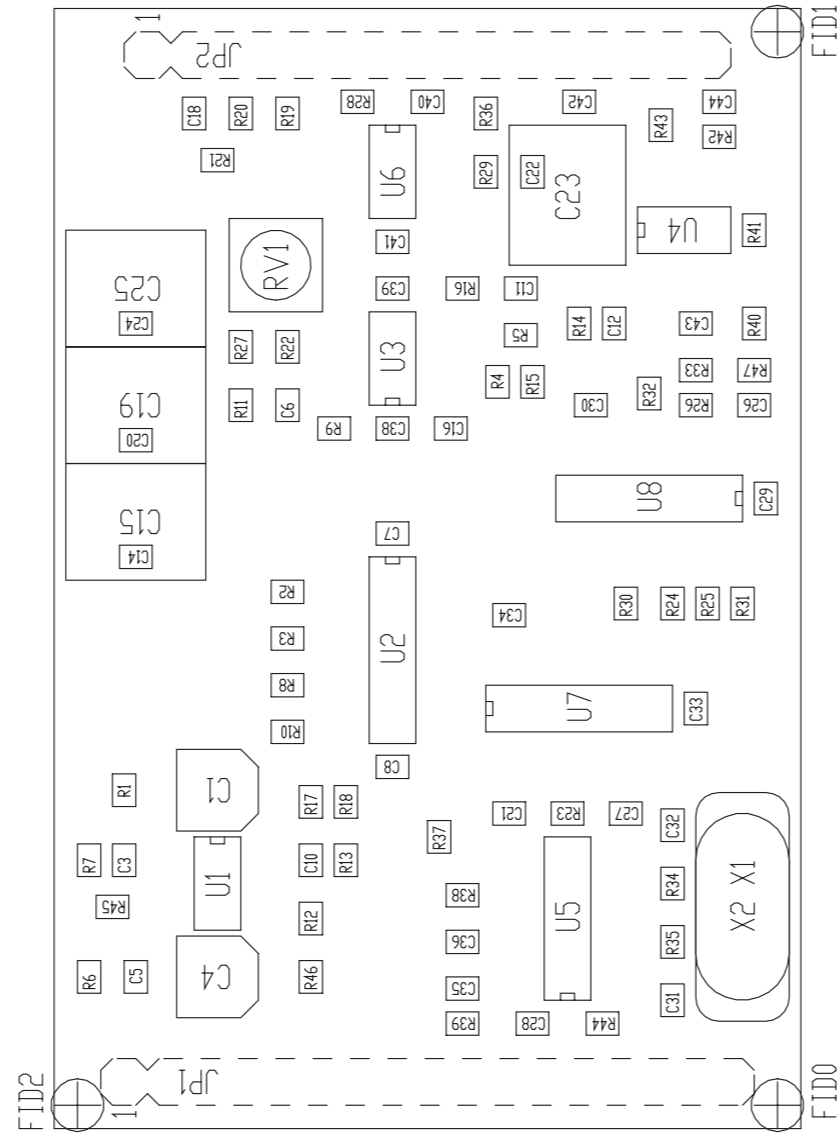 FID1
1
JP2
C18
R20
R19
R28
C40
R36
C42
C44
R43
R42
R21
U6
R29
C22
C23
U4
R41
C41
RV1
C25
C24
C39
R16
C11
R14
C12
C43
R40
R5
R27
R22
U3
R4
R15
R33
R47
R32
C19
C20
R11
C6
R9
C38
C16
C30
R26
C26
U8
C29
C15
C14
C7
R2
R3
R8
R10
U2
C34
R30
R24
R25
R31
U7
C33
C8
R1
C1
R17
R18
C21
R23
C27
C32
R37
R7
C3
U1
C10
R13
R38
R34
X2 X1
R45
R12
U5
C36
R35
R6
C5
C4
R46
C35
C31
R39
C28
R44
FID2
1
JP1
FID0